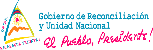 Gobierno de Reconciliación
y Unidad Nacional
El Pueblo, Presidente!